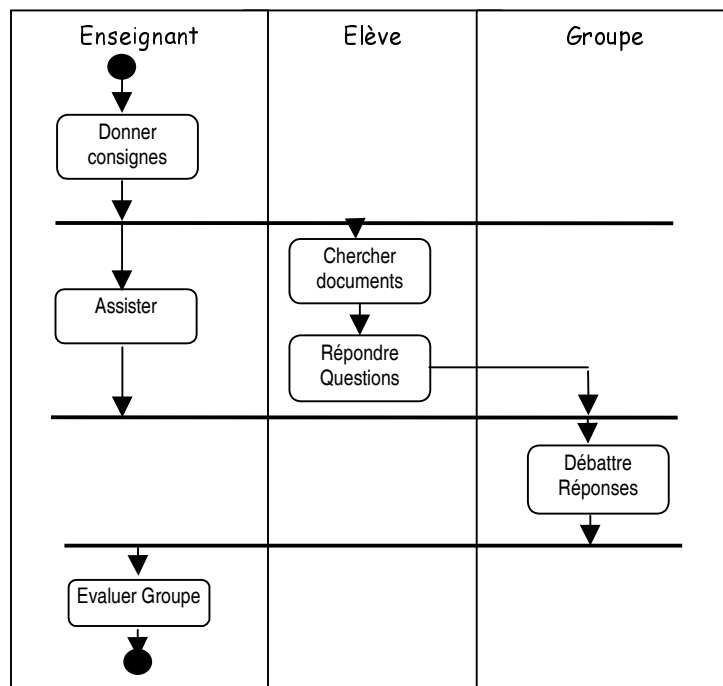 Enseignant
Elève
Groupe
Donner
consignes
Chercher
documents
Assister
Répondre
Questions
Débattre
Réponses
Evaluer Groupe